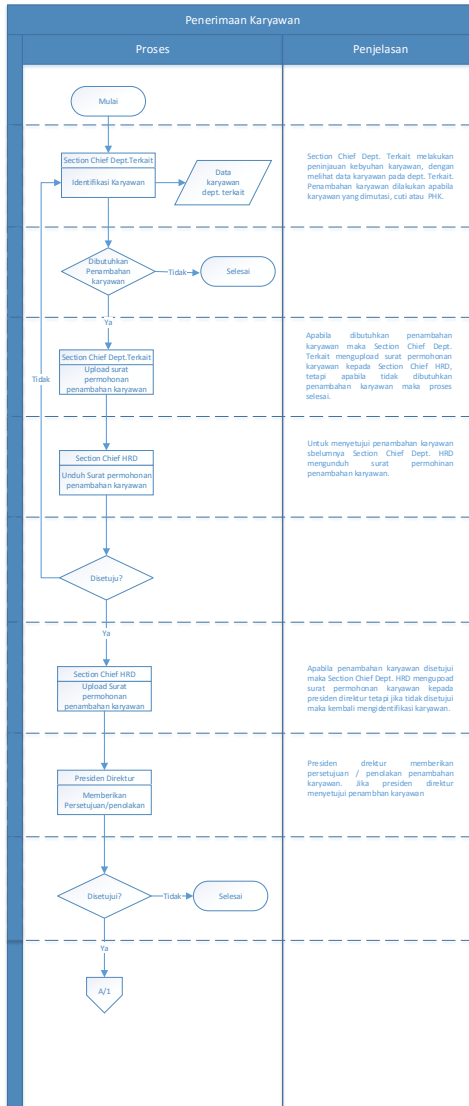 Penerimaan Karyawan
Proses
Penjelasan
Mulai
Section Chief Dept.Terkait
Identifikasi Karyawan
Data
karyawan
dept. terkait
Section Chief Dept. Terkait melakukan
peninjauan kebyuhan karyawan, dengan
melihat data karyawan pada dept. Terkait.
Penambahan karyawan dilakukan apabila
karyawan yang dimutasi, cuti atau PHK.
Dibutuhkan
Penambahan
karyawan
Tidak
Selesai
Ya
Section Chief Dept.Terkait
Upload surat
permohonan
penambahan karyawan
Apabila dibutuhkan penambahan
karyawan maka Section Chief Dept.
Terkait mengupload surat permohonan
karyawan kepada Section Chief HRD,
tetapi apabila tidak dibutuhkan
penambahan karyawan maka proses
selesai.
Tidak
Section Chief HRD
Unduh Surat permohonan
penambahan karyawan
Untuk menyetujui penambahan karyawan
sbelumnya Section Chief Dept. HRD
mengunduh surat permohinan
penambahan karyawan.
Disetuju?
Ya
Section Chief HRD
Upload Surat
permohonan
penambahan karyawan
Apabila penambahan karyawan disetujui
maka Section Chief Dept. HRD mengupoad
surat permohonan karyawan kepada
presiden direktur tetapi jika tidak disetujui
maka kembali mengidentifikasi karyawan.
Presiden Direktur
Memberikan
Persetujuan/penolakan
Presiden drektur memberikan
persetujuan / penolakan penambahan
karyawan. Jika presiden direktur
menyetujui penambhan karyawan
Disetujui?
Tidak
Selesai
Ya
A/1